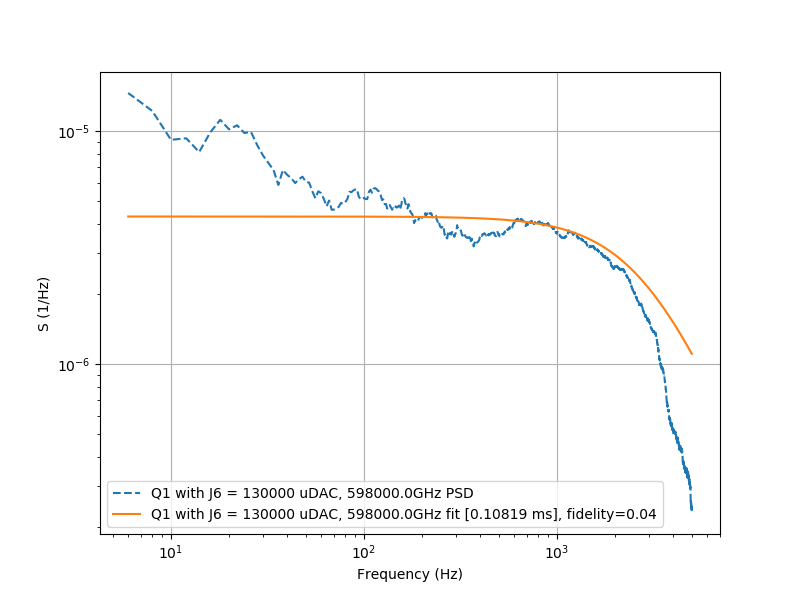 10⁻⁵
10⁻⁶
S (1/Hz)
Q1 with J6 = 130000 uDAC, 598000.0GHz PSD
Q1 with J6 = 130000 uDAC, 598000.0GHz fit [0.10819 ms], fidelity=0.04
10¹ 10² 10³
Frequency (Hz)